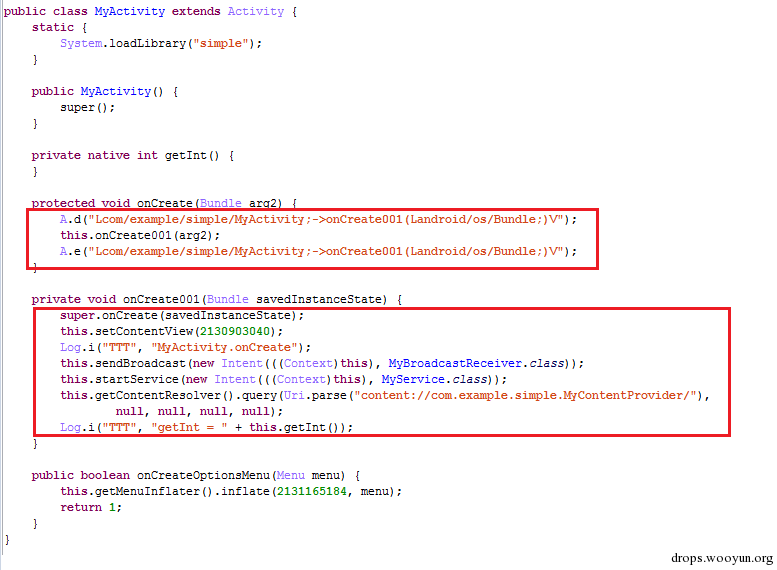 public class MyActivity extends Activity {
static {
System.loadLibrary("simple");
}
public MyActivity() {
super();
}
private native int getInt() {
}
protected void onCreate(Bundle arg2) {
A.d("Lcom/example/simple/MyActivity;->onCreate001(Landroid/os/Bundle;)V");
this.onCreate001(arg2);
A.e("Lcom/example/simple/MyActivity;->onCreate001(Landroid/os/Bundle;)V");
}
private void onCreate001(Bundle savedInstanceState) {
super.onCreate(savedInstanceState);
this.setContentView(2130903040);
Log.i("TTT", "MyActivity.onCreate");
this.sendBroadcast(new Intent(((Context)this), MyBroadcastReceiver.class));
this.startService(new Intent(((Context)this), MyService.class));
this.getContentResolver().query(Uri.parse("content://com.example.simple.MyContentProvider/"),
null, null, null, null);
Log.i("TTT", "getInt = " + this.getInt());
}
public boolean onCreateOptionsMenu(Menu menu) {
this.getMenuInflater().inflate(2131165184, menu);
return 1;
}
}
drops.wooyun.org